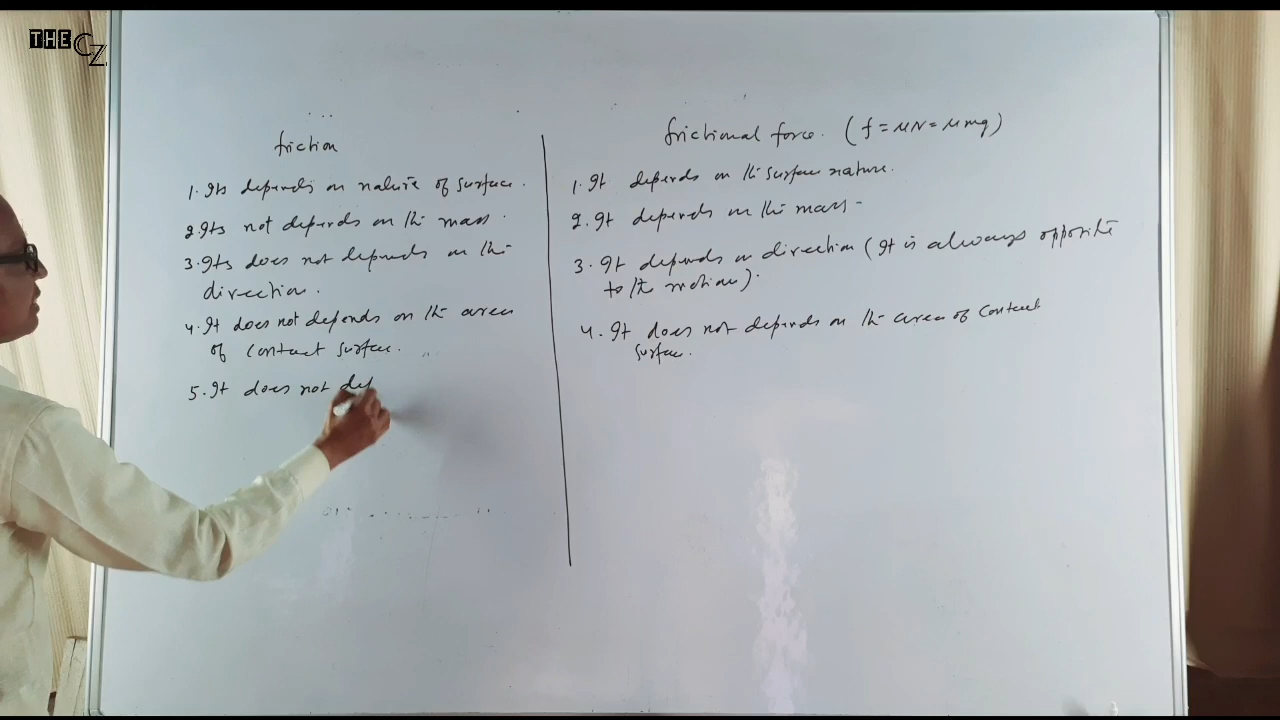 THE CZ
friction
1. Its depends on nature of surface.
2. Its not depends on the mass.
3. Its does not depends on the
direction.
4. It does not depends on the area
of contact surface.
5. It does not dep
frictional force. (f = μN = μmg)
1. It depends on the surface nature.
2. It depends on the mass-
3. It depends on direction (It is always opposite
to the motion).
4. It does not depends on the area of contact
surface.